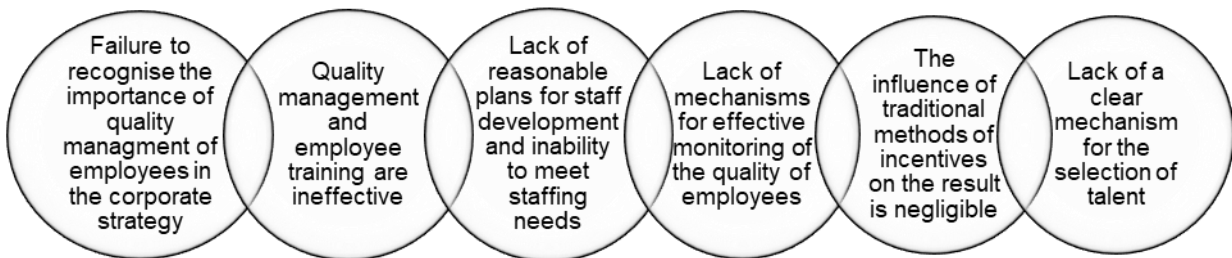 Failure to
recognise the
importance of
quality
managment of
employees in
the corporate
strategy
Quality
management
and
employee
training are
ineffective
Lack of
reasonable
plans for staff
development
and inability
to meet
staffing
needs
Lack of
mechanisms
for effective
monitoring of
the quality of
employees
The
influence of
traditional
methods of
incentives
on the result
is negligible
Lack of a
clear
mechanism
for the
selection of
talent